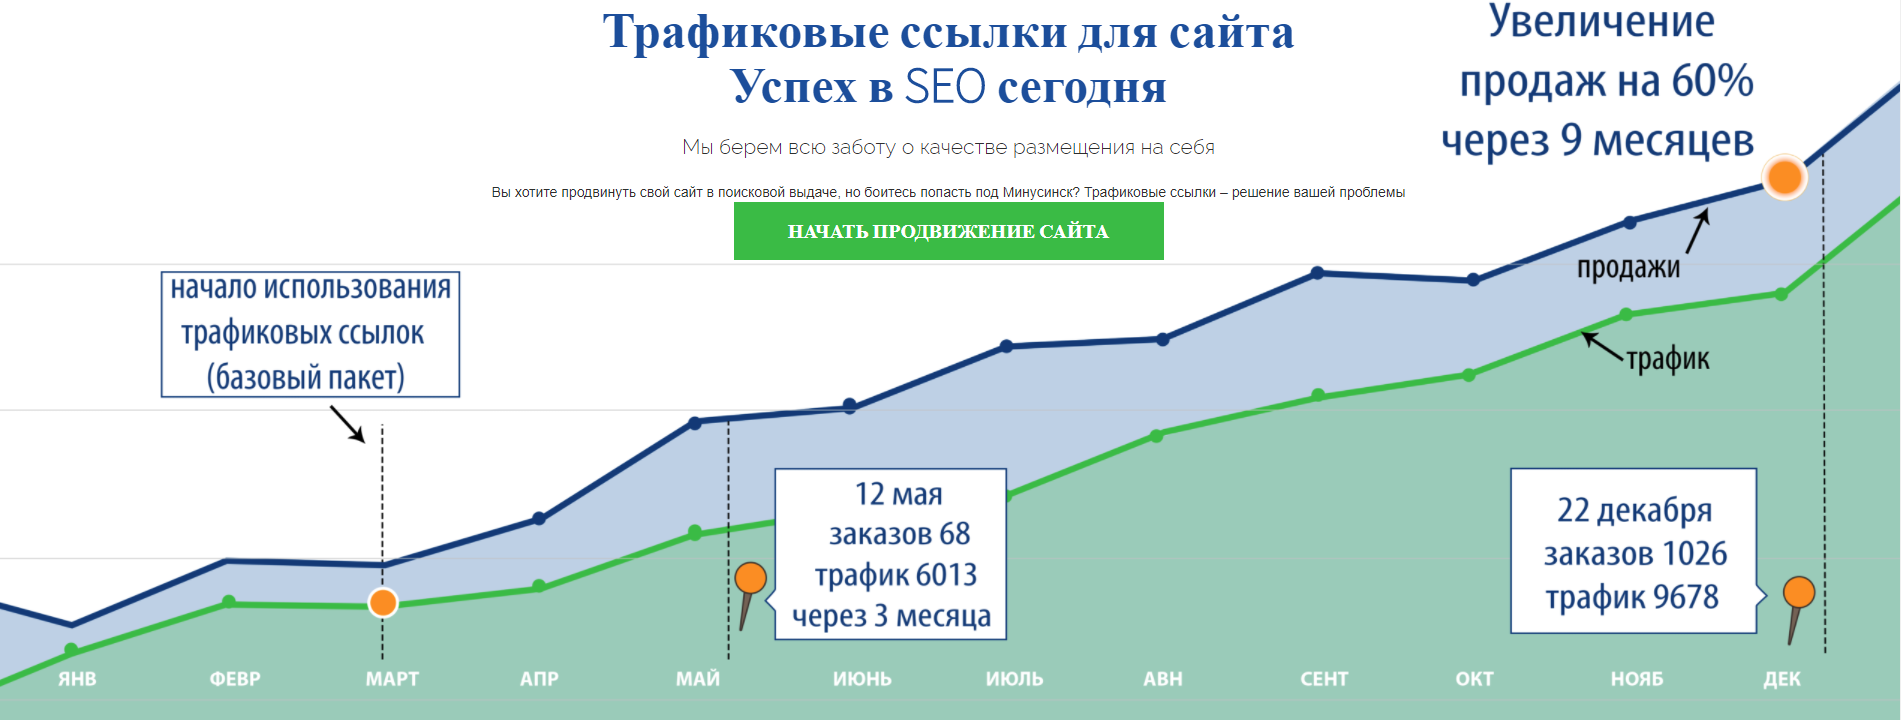 Трафиковые ссылки для сайта
Успех в SEO сегодня
Мы берем всю заботу о качестве размещения на себя
Вы хотите продвинуть свой сайт в поисковой выдаче, но боитесь попасть под Минусинск? Трафиковые ссылки – решение вашей проблемы
НАЧАТЬ ПРОДВИЖЕНИЕ САЙТА
Увеличение
продаж на 60%
через 9 месяцев
продажи
трафик
начало использования
трафиковых ссылок
(базовый пакет)
12 мая
заказов 68
трафик 6013
через 3 месяца
22 декабря
заказов 1026
трафик 9678
ЯНВ ФЕВР МАРТ АПР МАЙ ИЮНЬ ИЮЛЬ АВН СЕНТ ОКТ НОЯБ ДЕК